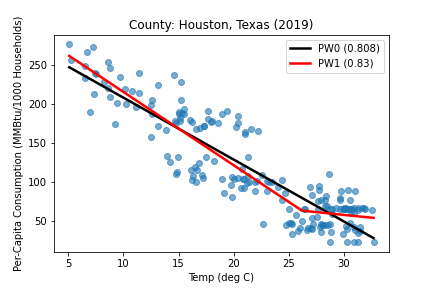 County: Houston, Texas (2019)
Per-Capita Consumption (MMBtu/1000 Households)
250
200
150
100
50
PW0 (0.808)
PW1 (0.83)
5 10 15 20 25 30
Temp (deg C)